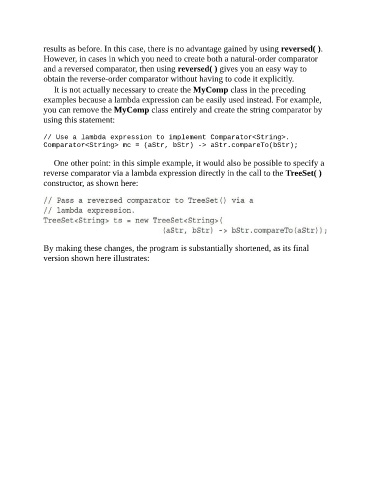 results as before. In this case, there is no advantage gained by using reversed( ).
However, in cases in which you need to create both a natural-order comparator
and a reversed comparator, then using reversed( ) gives you an easy way to
obtain the reverse-order comparator without having to code it explicitly.
It is not actually necessary to create the MyComp class in the preceding
examples because a lambda expression can be easily used instead. For example,
you can remove the MyComp class entirely and create the string comparator by
using this statement:
// Use a lambda expression to implement Comparator<String>.
Comparator<String> mc = (aStr, bStr) -> aStr.compareTo(bStr);
One other point: in this simple example, it would also be possible to specify a
reverse comparator via a lambda expression directly in the call to the TreeSet( )
constructor, as shown here:
// Pass a reversed comparator to TreeSet() via a
// lambda expression.
TreeSet<String> ts = new TreeSet<String>(
(aStr, bStr) -> bStr.compareTo(aStr));
By making these changes, the program is substantially shortened, as its final
version shown here illustrates: